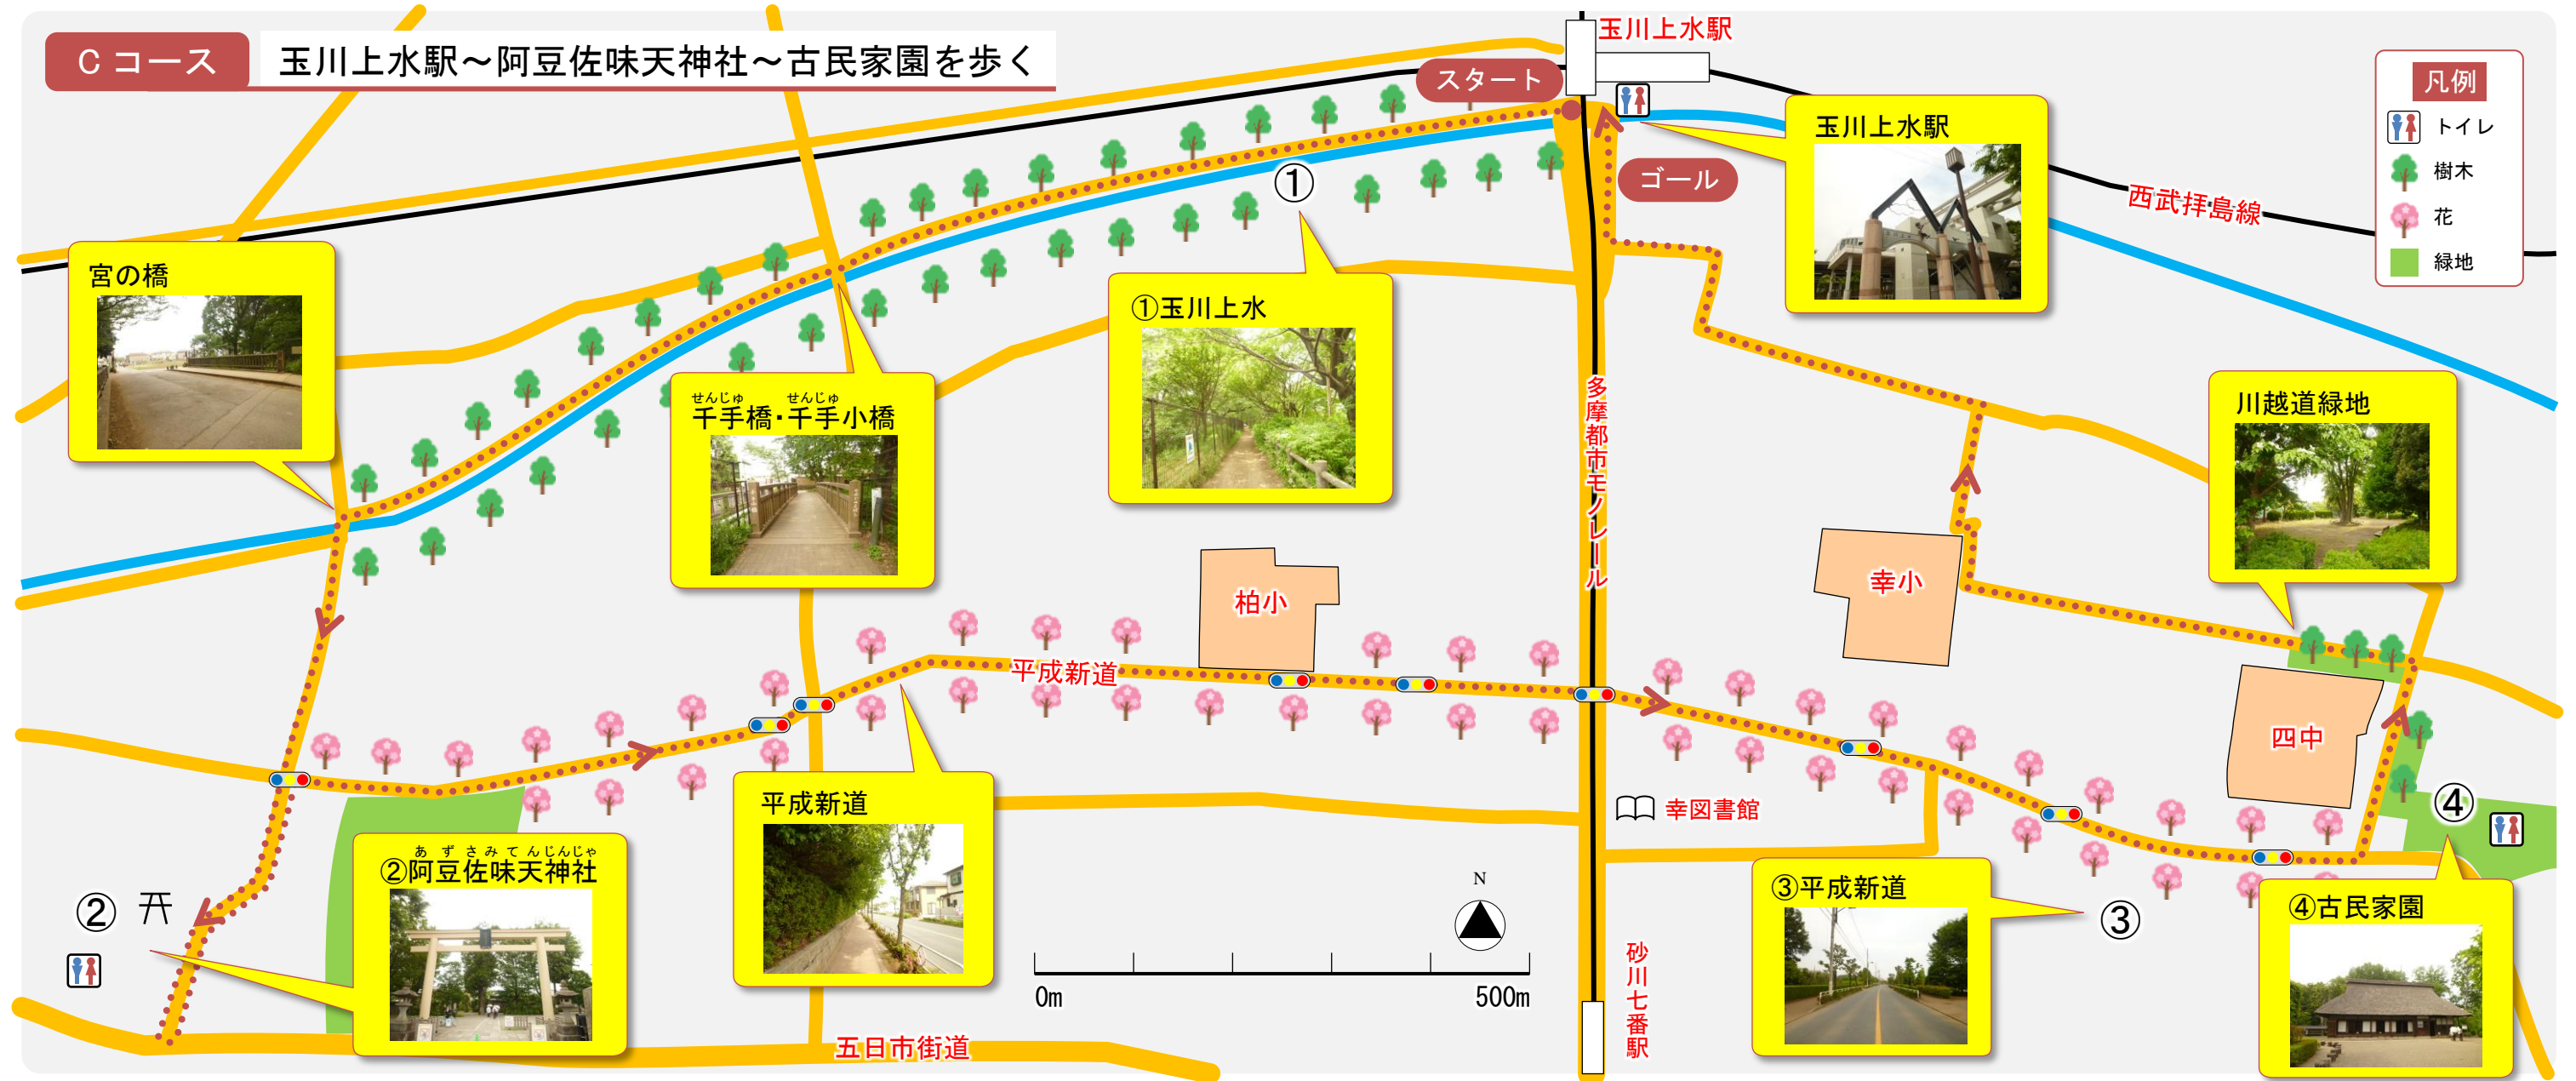 Cコース
玉川上水駅～阿豆佐味天神社～古民家園を歩く
玉川上水駅
スタート
ゴール
玉川上水駅
西武拝島線
凡例
トイレ
樹木
花
緑地
宮の橋
①
①玉川上水
せんじゅ せんじゅ
千手橋・千手小橋
多摩都市モノレール
川越道緑地
柏小
幸小
平成新道
四中
平成新道
幸図書館
④
②
あずさみてんじんじゃ
②阿豆佐味天神社
N
0m
500m
③平成新道
③
④古民家園
砂川七番駅
五日市街道